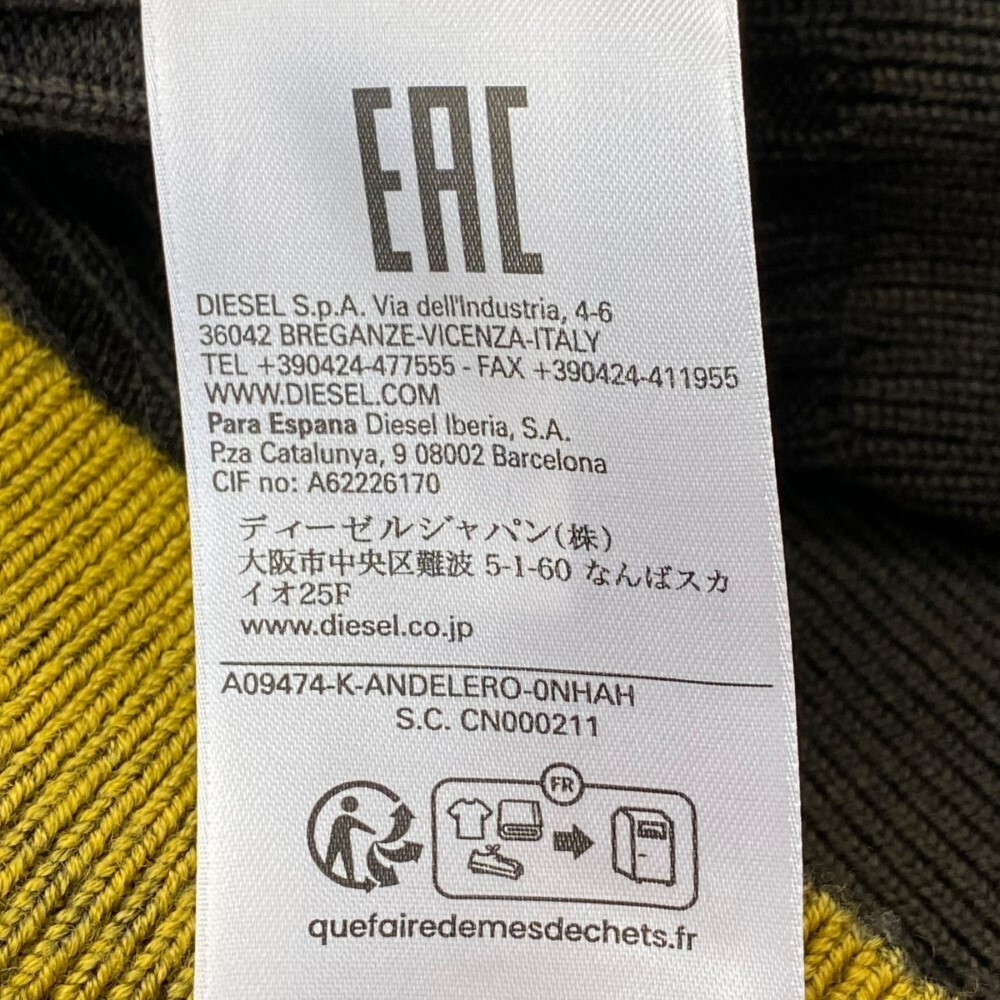 EAC
DIESEL S.p.A. Via dell'Industria, 4-6
36042 BREGANZE-VICENZA-ITALY
TEL +390424-477555 - FAX +390424-411955
WWW.DIESEL.COM
Para Espana Diesel Iberia, S.A.
P.za Catalunya, 9 08002 Barcelona
CIF no: A62226170
ディーゼルジャパン(株)
大阪市中央区難波 5-1-60 なんばスカ
イオ25F
www.diesel.co.jp
A09474-K-ANDELERO-0NHAH
S.C. CN000211
FR
quefairedemesdechets.fr